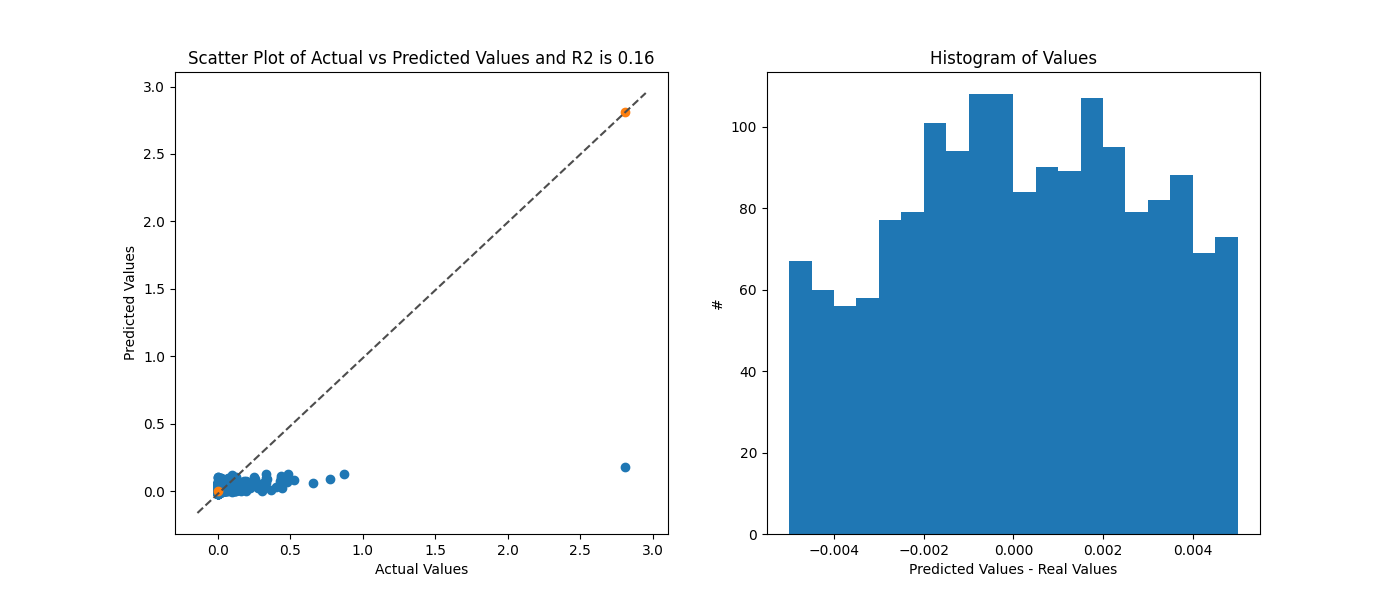 Scatter Plot of Actual vs Predicted Values and R2 is 0.16
3.0
2.5
2.0
1.5
1.0
0.5
0.0
Predicted Values
0.0 0.5 1.0 1.5 2.0 2.5 3.0
Actual Values
Histogram of Values
100
80
60
40
20
0
#
−0.004 −0.002 0.000 0.002 0.004
Predicted Values - Real Values